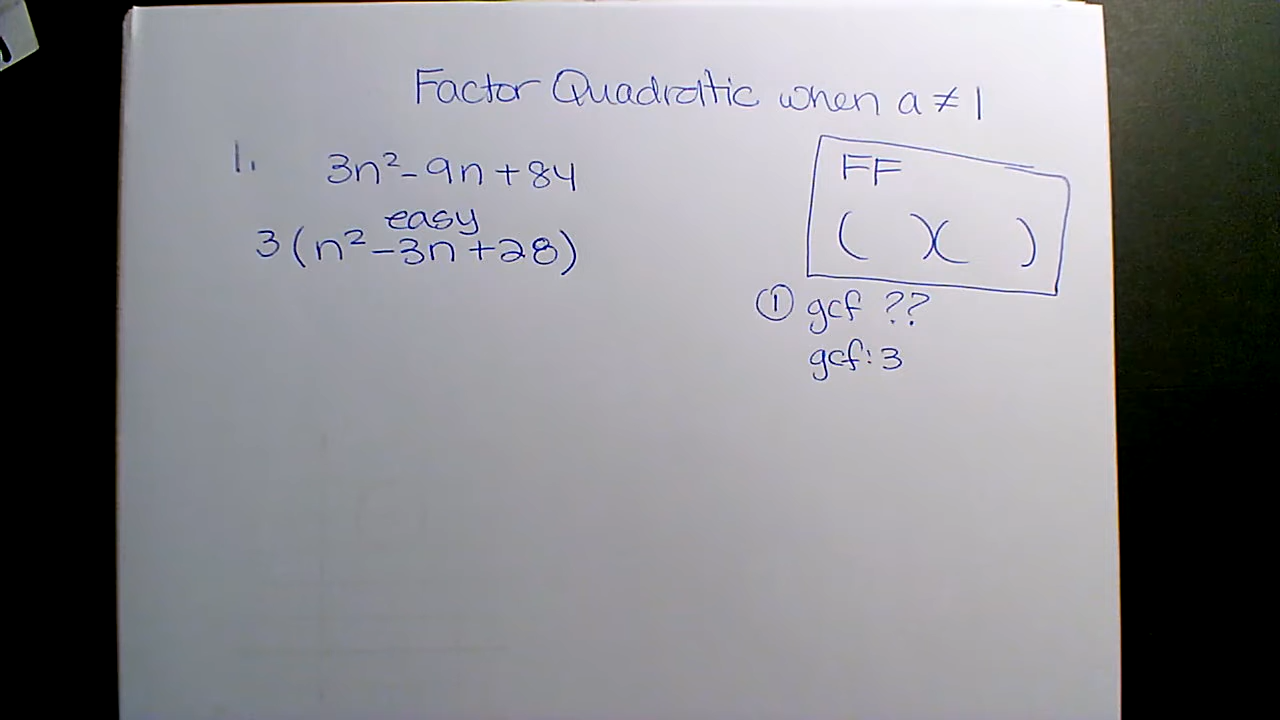 Factor Quadratic when a ≠ 1
1. 3n² - 9n + 84
easy
3(n² - 3n + 28)
FF
( )( )
① gcf ??
gcf: 3